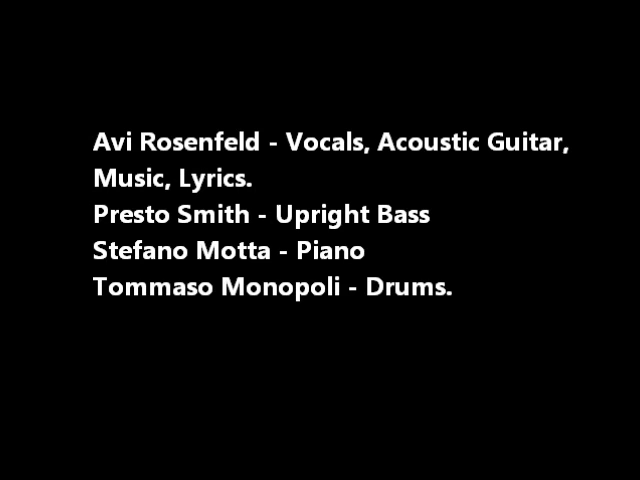 Avi Rosenfeld - Vocals, Acoustic Guitar,
Music, Lyrics.
Presto Smith - Upright Bass
Stefano Motta - Piano
Tommaso Monopoli - Drums.